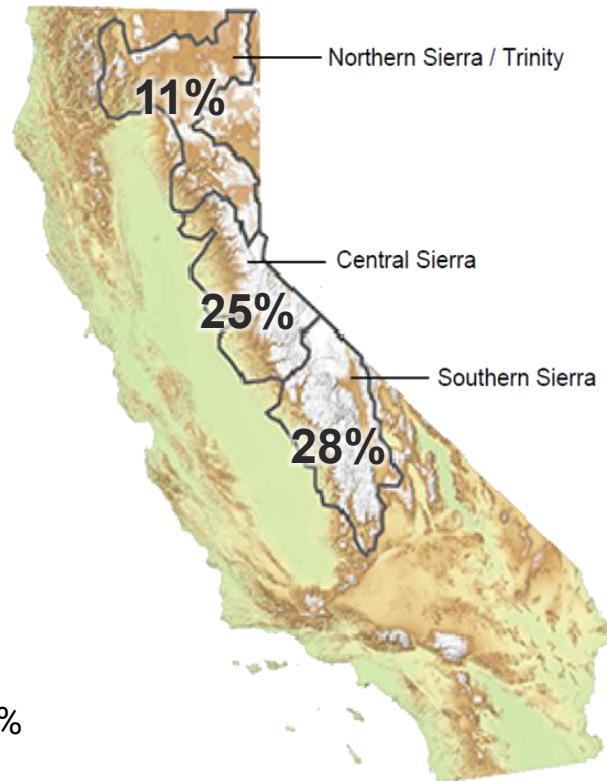 Northern Sierra / Trinity
11%
Central Sierra
25%
Southern Sierra
28%
%